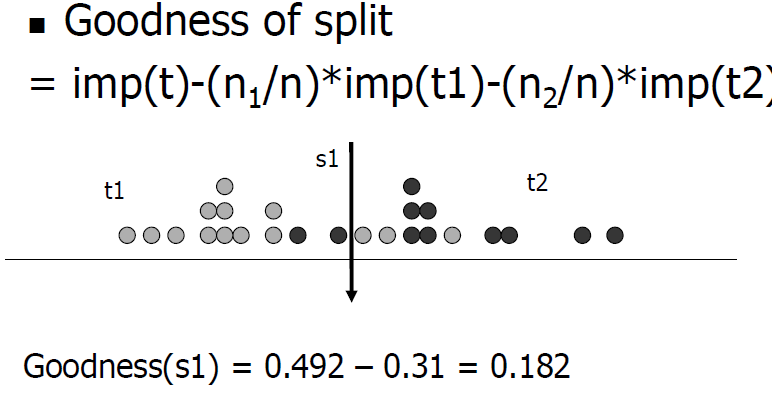 ▪ Goodness of split
= imp(t)-(n₁/n)*imp(t1)-(n₂/n)*imp(t2)
s1
t1
t2
Goodness(s1) = 0.492 – 0.31 = 0.182